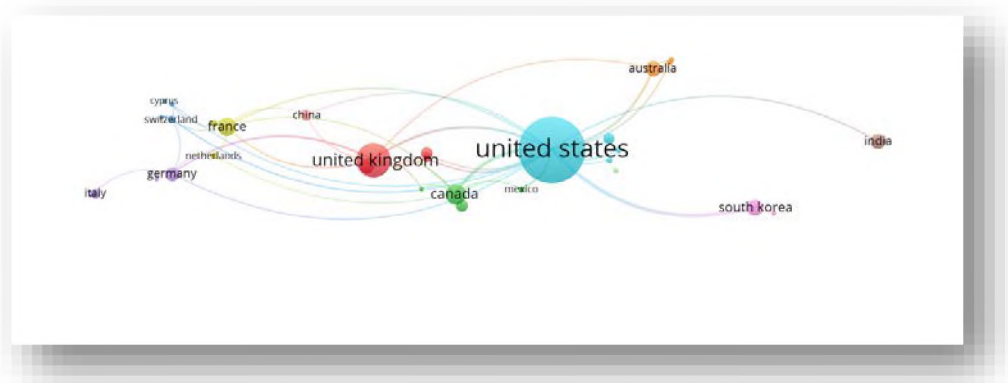 australia
cyprus
china
switzerland
france
india
united states
netherlands
united kingdom
germany
mexico
italy
canada
south korea